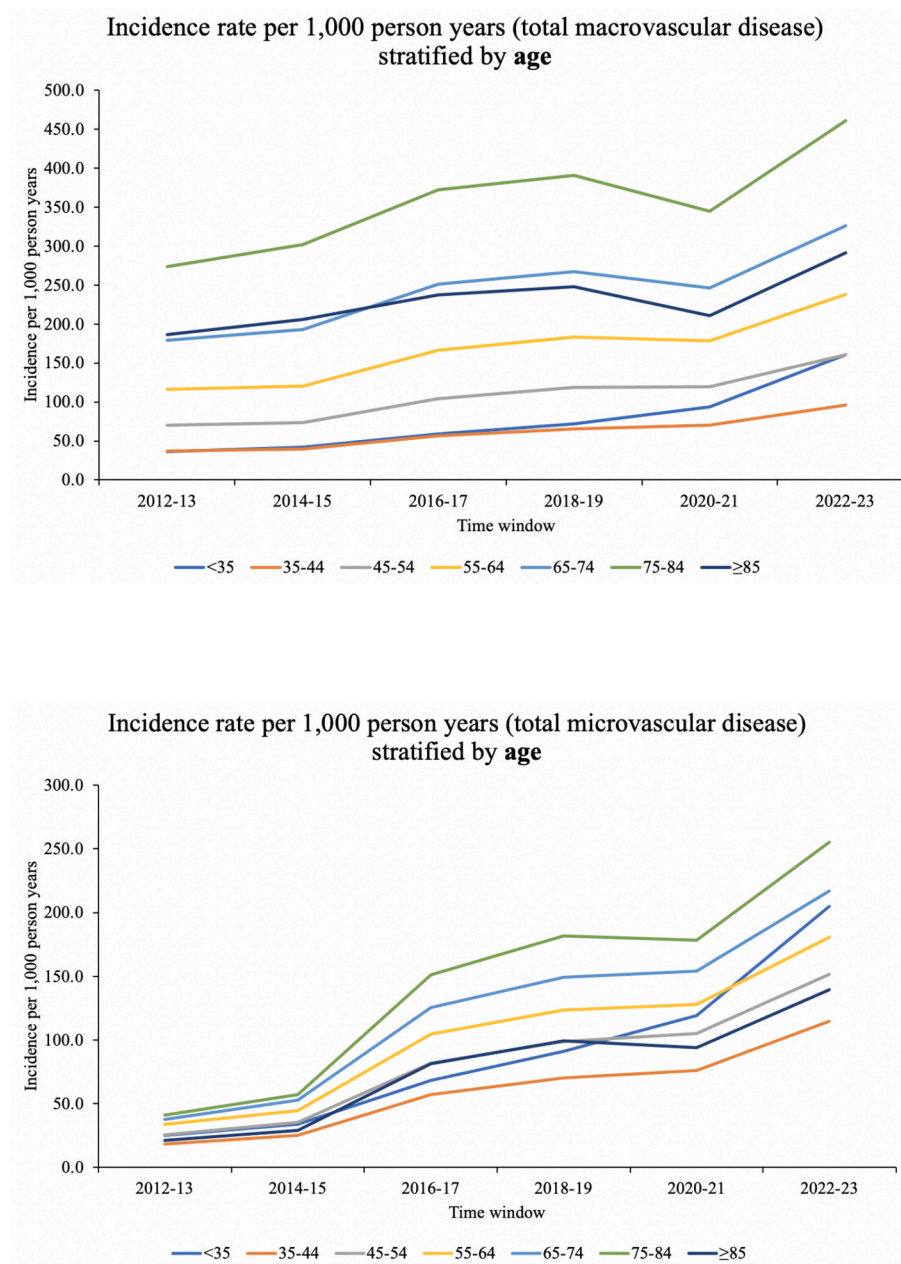 Incidence rate per 1,000 person years (total macrovascular disease)
stratified by age
Incidence per 1,000 person years
500.0
450.0
400.0
350.0
300.0
250.0
200.0
150.0
100.0
50.0
0.0
2012-13 2014-15 2016-17 2018-19 2020-21 2022-23
Time window
<35 35-44 45-54 55-64 65-74 75-84 ≥85
Incidence rate per 1,000 person years (total microvascular disease)
stratified by age
Incidence per 1,000 person years
300.0
250.0
200.0
150.0
100.0
50.0
0.0
2012-13 2014-15 2016-17 2018-19 2020-21 2022-23
Time window
<35 35-44 45-54 55-64 65-74 75-84 ≥85